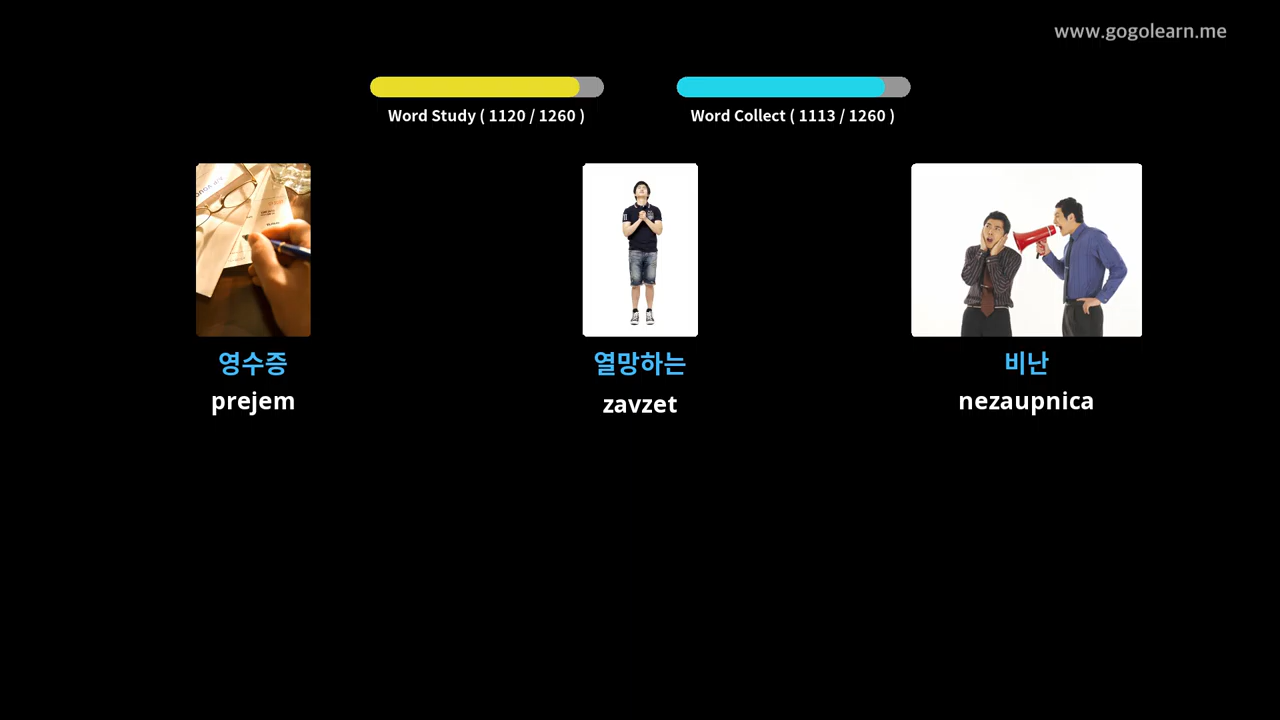 www.gogolearn.me
Word Study ( 1120 / 1260 )
Word Collect ( 1113 / 1260 )
영수증
prejem
열망하는
zavzet
비난
nezaupnica